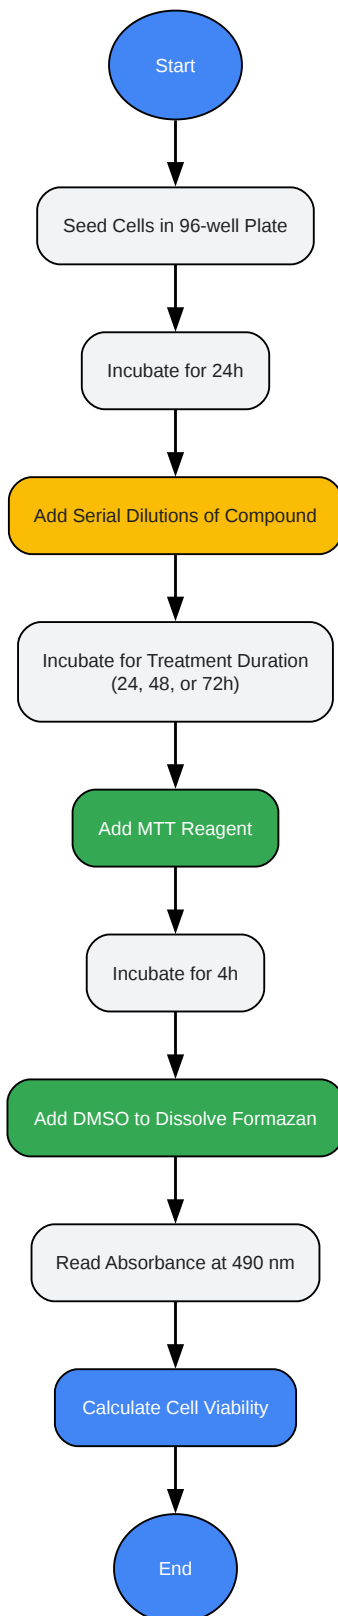 Start
Seed Cells in 96-well Plate
Incubate for 24h
Add Serial Dilutions of Compound
Incubate for Treatment Duration
(24, 48, or 72h)
Add MTT Reagent
Incubate for 4h
Add DMSO to Dissolve Formazan
Read Absorbance at 490 nm
Calculate Cell Viability
End